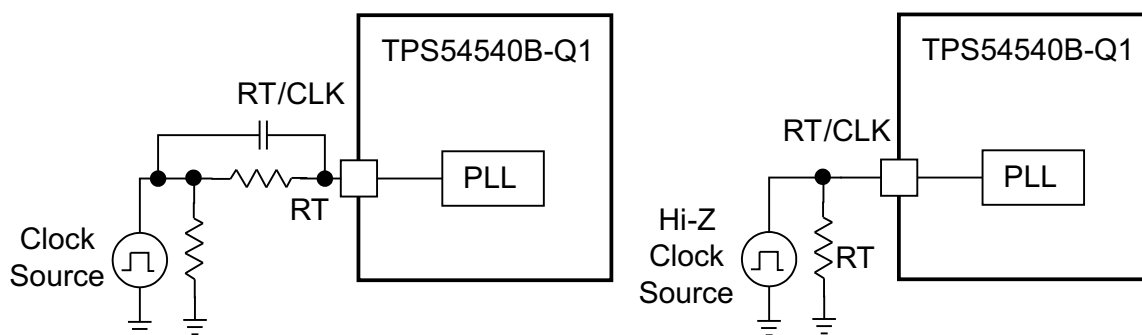 TPS54540B-Q1
RT/CLK
PLL
RT
Clock
Source
TPS54540B-Q1
RT/CLK
PLL
Hi-Z
Clock
Source
RT